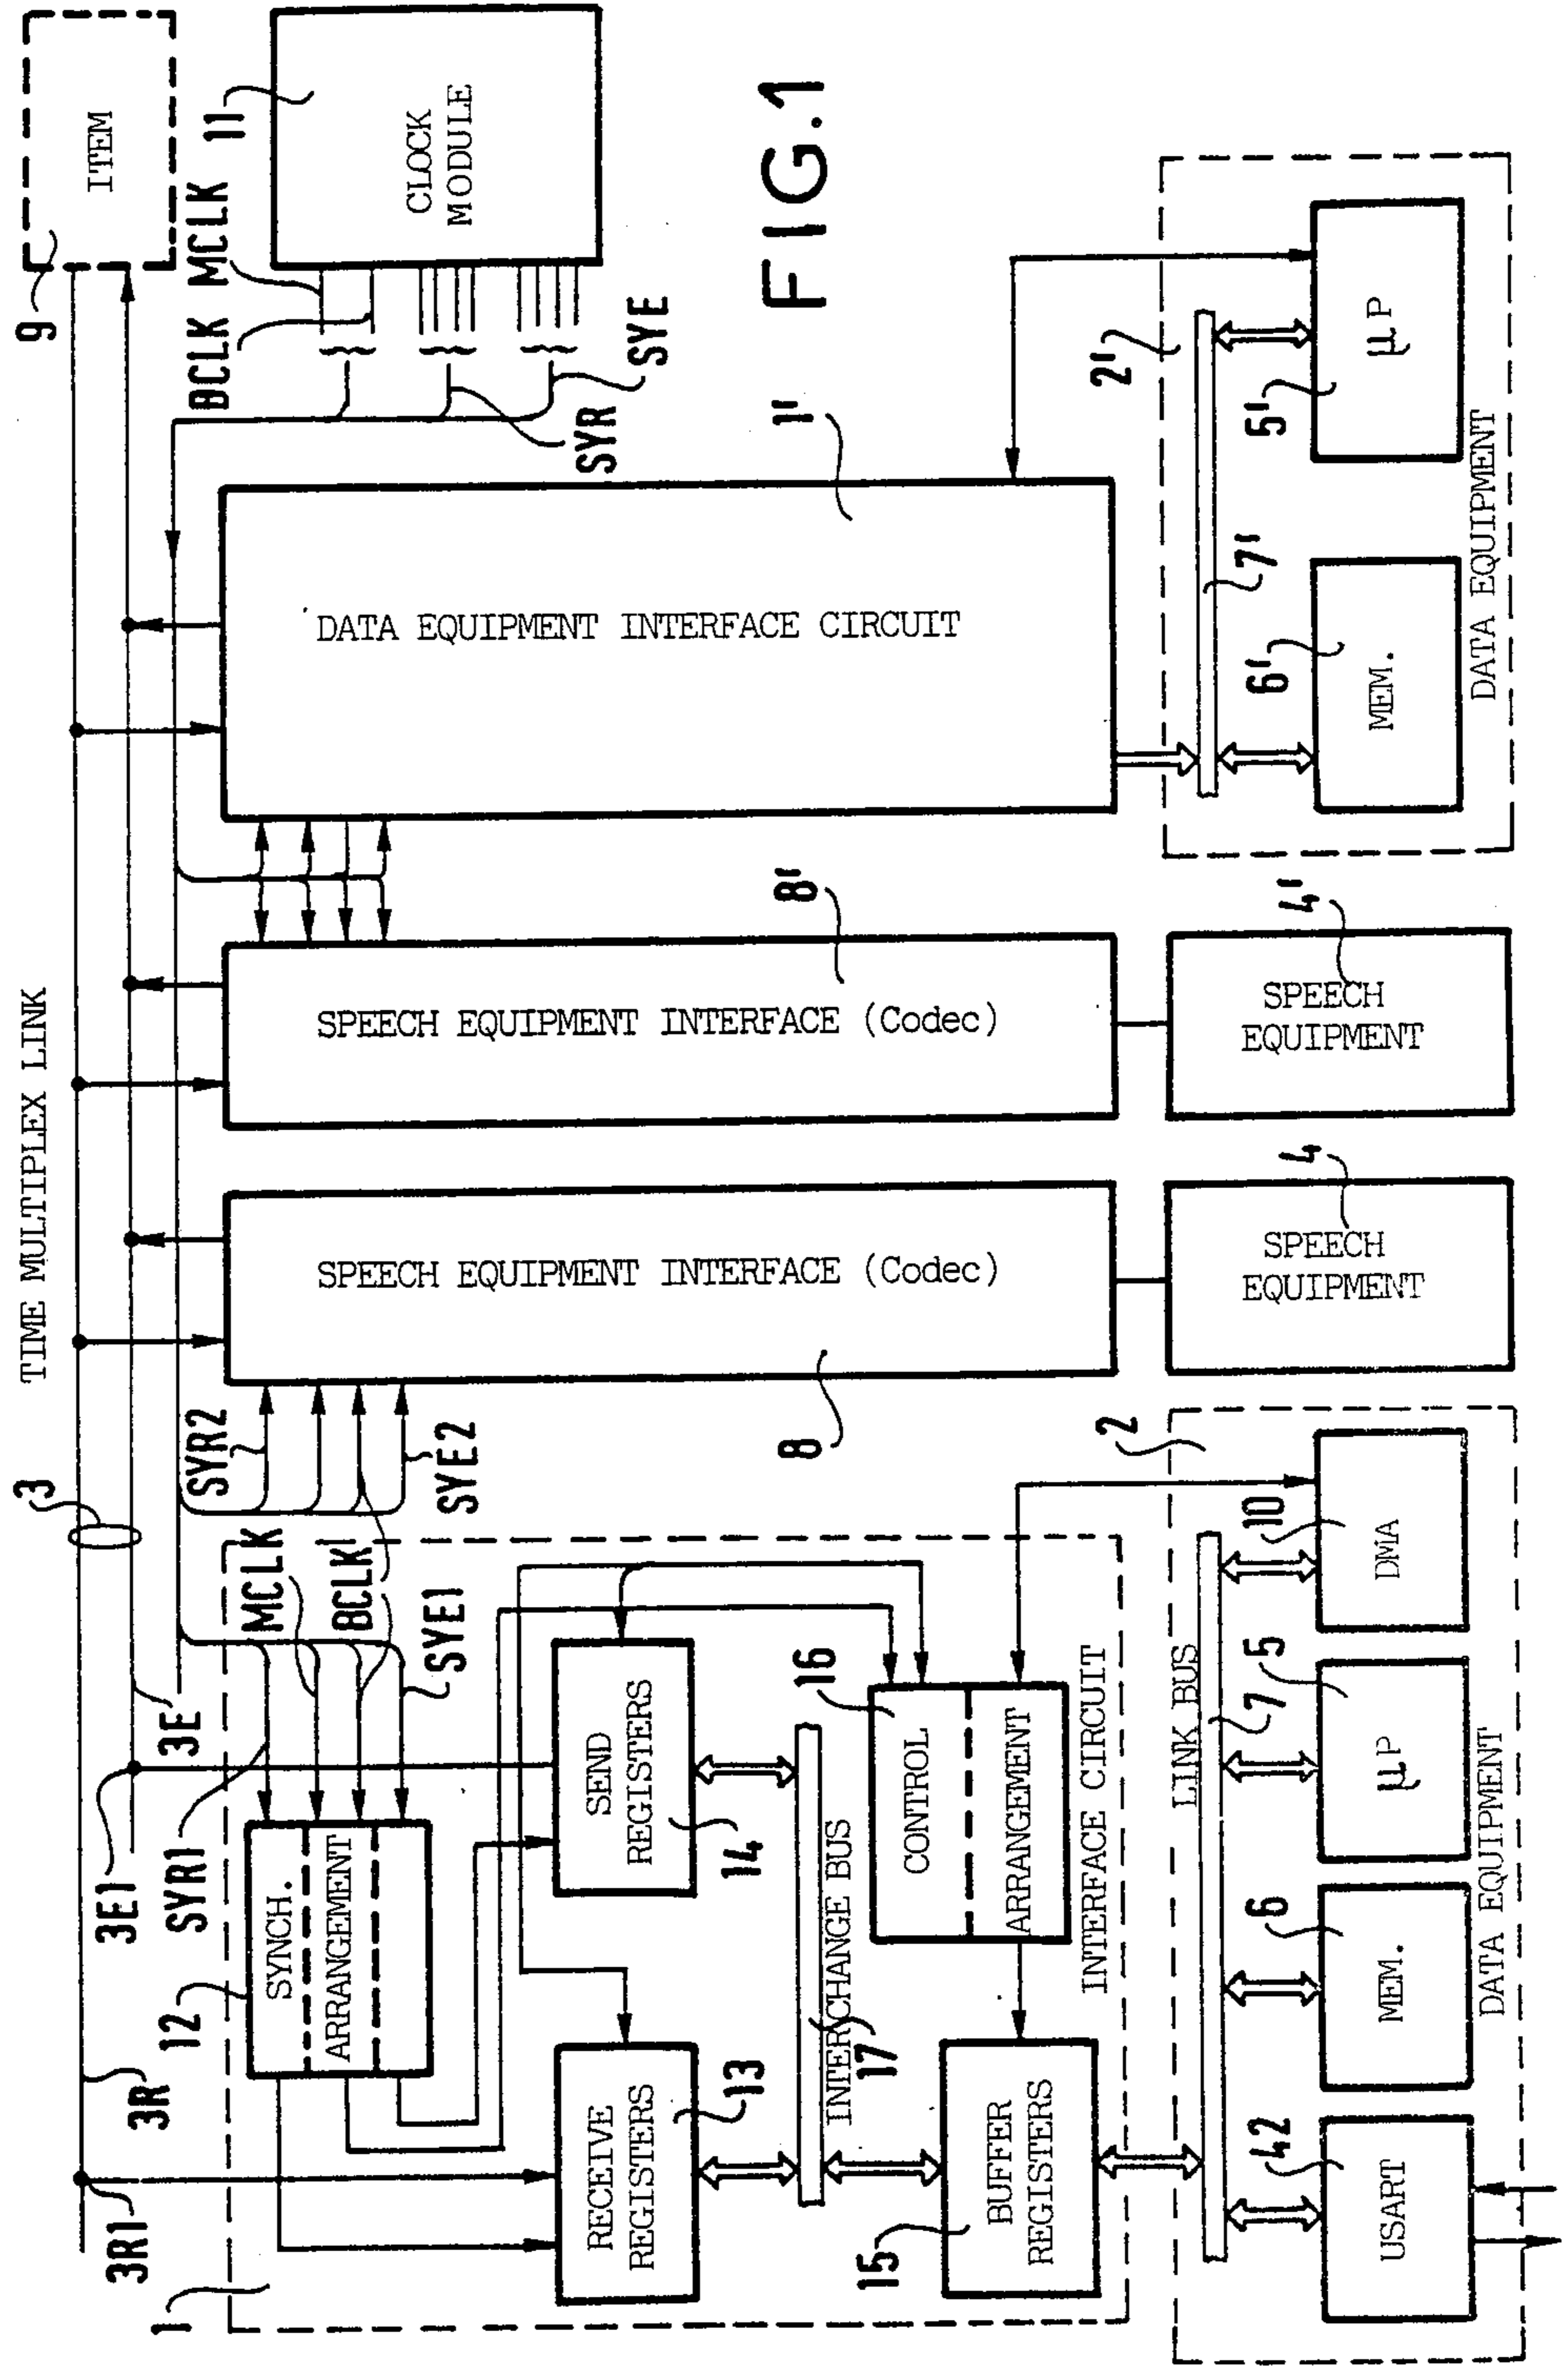 TIME MULTIPLEX LINK
3
9
ITEM
3R1
3R
3E1
3E
SYR1
MCLK
BCLK
SYE1
SYR2
SYE2
BCLK MCLK
11
CLOCK
MODULE
SYR
SYE
1
12
SYNCH.
ARRANGEMENT
RECEIVE
REGISTERS
13
SEND
REGISTERS
14
INTERCHANGE BUS
17
15
BUFFER
REGISTERS
16
CONTROL
ARRANGEMENT
INTERFACE CIRCUIT
8
SPEECH EQUIPMENT INTERFACE (Codec)
8'
SPEECH EQUIPMENT INTERFACE (Codec)
1'
DATA EQUIPMENT INTERFACE CIRCUIT
FIG.1
2
LINK BUS
7
42
USART
6
MEM.
5
μP
10
DMA
DATA EQUIPMENT
4
SPEECH
EQUIPMENT
4'
SPEECH
EQUIPMENT
2'
7'
6'
MEM.
5'
μP
DATA EQUIPMENT